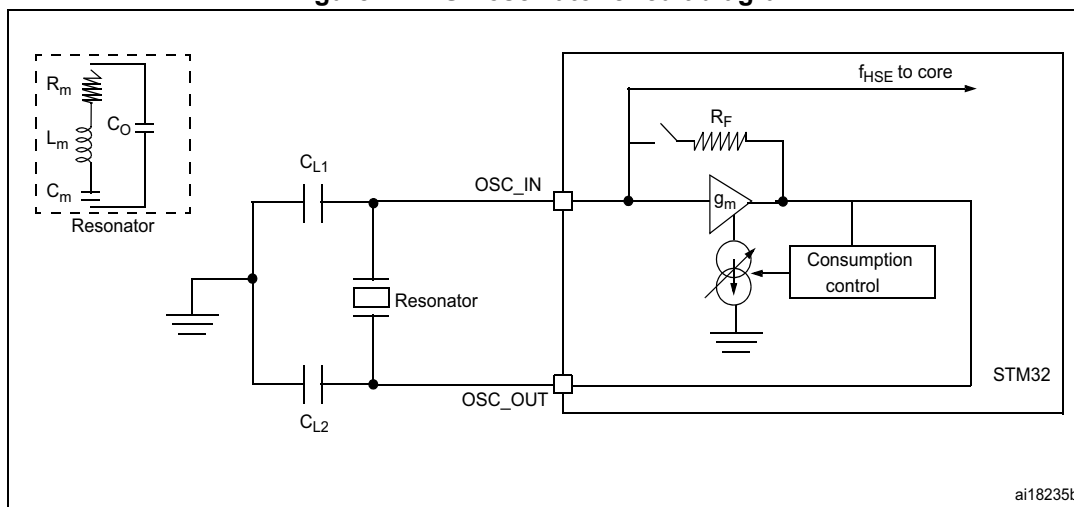 fHSE to core
Rm
CO
Lm
Cm
Resonator
RF
CL1
OSC_IN
gm
Consumption
control
Resonator
STM32
OSC_OUT
CL2
ai18235b